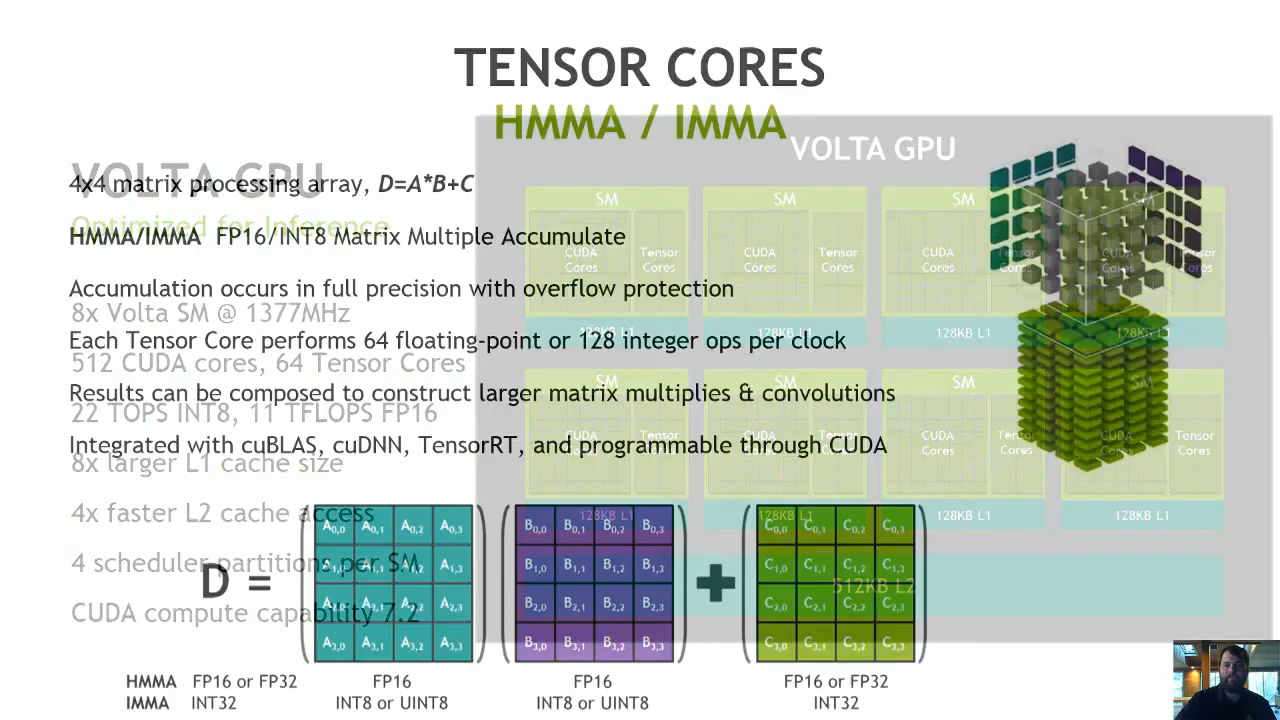 TENSOR CORES
HMMA / IMMA
4x4 matrix processing array, D=A*B+C
HMMA/IMMA FP16/INT8 Matrix Multiple Accumulate
Accumulation occurs in full precision with overflow protection
Each Tensor Core performs 64 floating-point or 128 integer ops per clock
Results can be composed to construct larger matrix multiplies & convolutions
Integrated with cuBLAS, cuDNN, TensorRT, and programmable through CUDA
VOLTA GPU
Optimized for Inference
8x Volta SM @ 1377MHz
512 CUDA cores, 64 Tensor Cores
22 TOPS INT8, 11 TFLOPS FP16
8x larger L1 cache size
4x faster L2 cache access
4 scheduler partitions per SM
CUDA compute capability 7.2
VOLTA GPU
SM SM SM SM
CUDA Cores Tensor Cores CUDA Cores Tensor Cores CUDA Cores Tensor Cores CUDA Cores Tensor Cores
128KB L1 128KB L1 128KB L1 128KB L1
SM SM SM SM
CUDA Cores Tensor Cores CUDA Cores Tensor Cores CUDA Cores Tensor Cores CUDA Cores Tensor Cores
128KB L1 128KB L1 128KB L1 128KB L1
512KB L2
D =
A0,0 A0,1 A0,2 A0,3
A1,0 A1,1 A1,2 A1,3
A2,0 A2,1 A2,2 A2,3
A3,0 A3,1 A3,2 A3,3
B0,0 B0,1 B0,2 B0,3
B1,0 B1,1 B1,2 B1,3
B2,0 B2,1 B2,2 B2,3
B3,0 B3,1 B3,2 B3,3
+
C0,0 C0,1 C0,2 C0,3
C1,0 C1,1 C1,2 C1,3
C2,0 C2,1 C2,2 C2,3
C3,0 C3,1 C3,2 C3,3
HMMA FP16 or FP32 FP16 FP16 FP16 or FP32
IMMA INT32 INT8 or UINT8 INT8 or UINT8 INT32